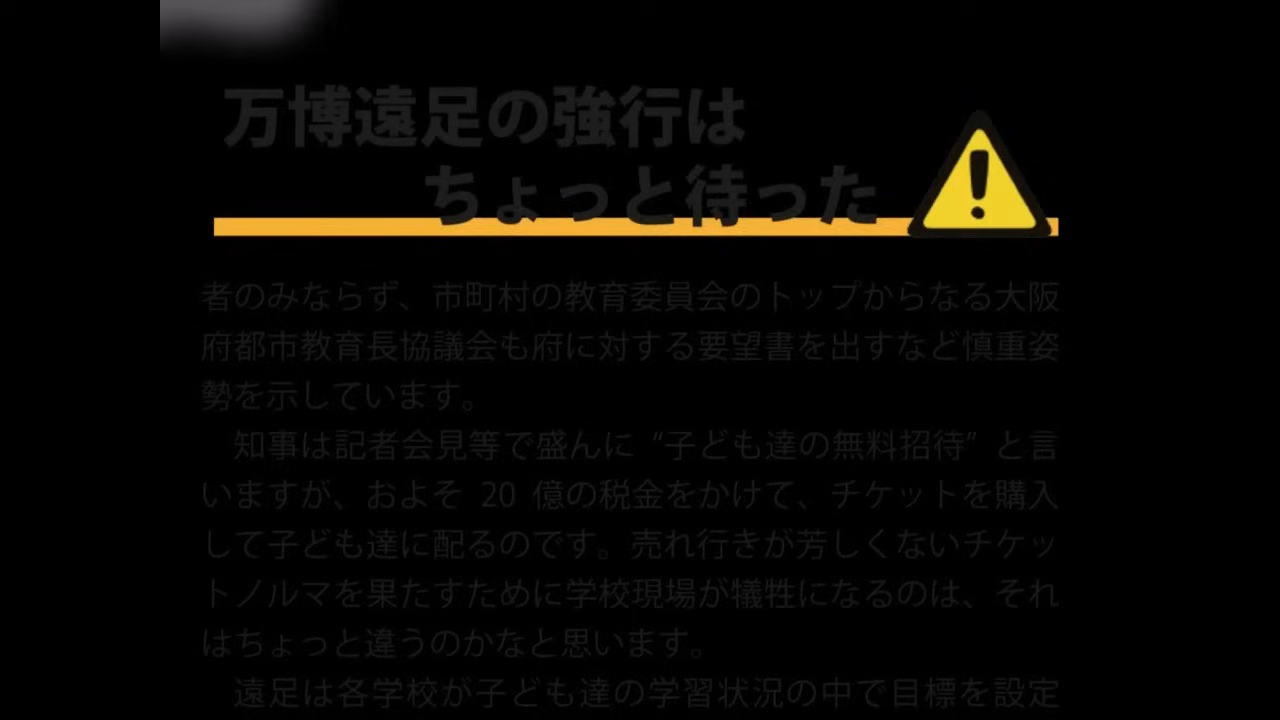 万博遠足の強行は
ちょっと待った
者のみならず、市町村の教育委員会のトップからなる大阪
府都市教育長協議会も府に対する要望書を出すなど慎重姿
勢を示しています。
知事は記者会見等で盛んに “子ども達の無料招待” と言
いますが、およそ 20 億の税金をかけて、チケットを購入
して子ども達に配るのです。売れ行きが芳しくないチケッ
トノルマを果たすために学校現場が犠牲になるのは、それ
はちょっと違うのかなと思います。
遠足は各学校が子ども達の学習状況の中で目標を設定